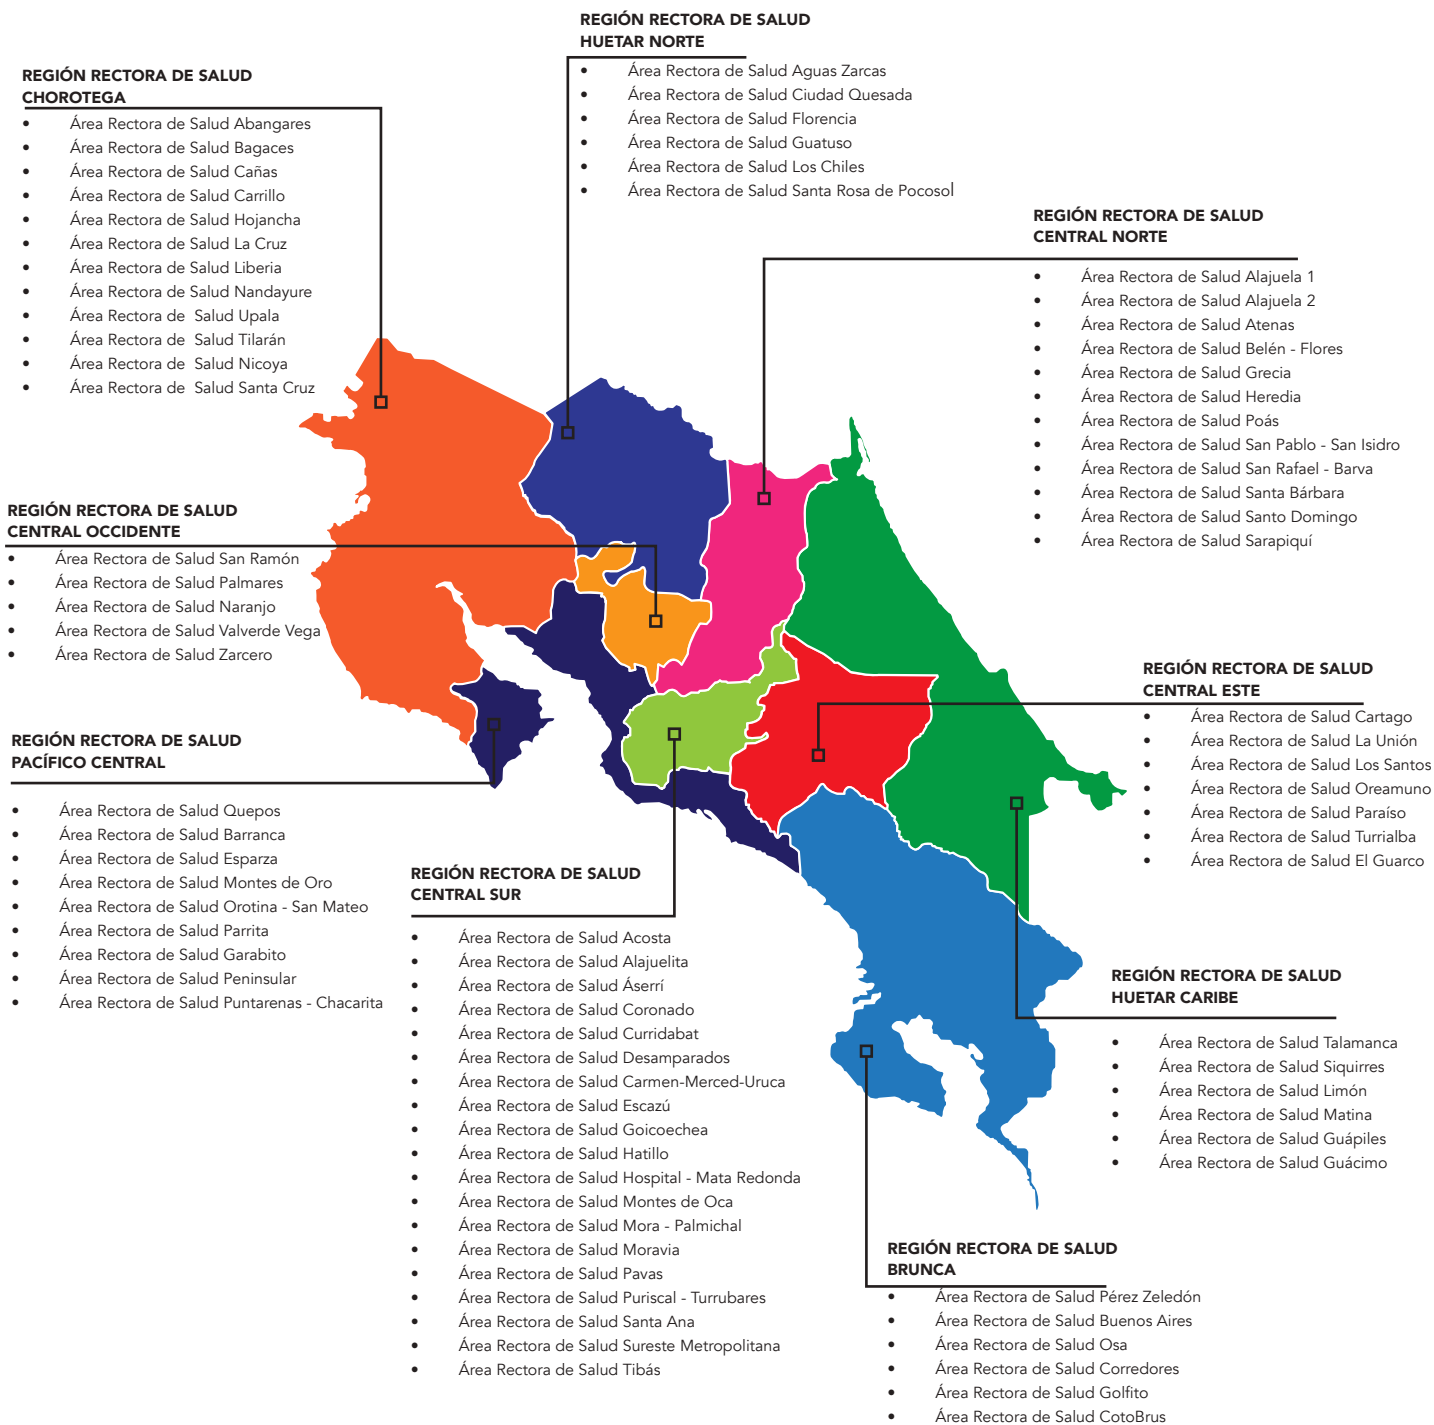 REGIÓN RECTORA DE SALUD
HUETAR NORTE
• Área Rectora de Salud Aguas Zarcas
• Área Rectora de Salud Ciudad Quesada
• Área Rectora de Salud Florencia
• Área Rectora de Salud Guatuso
• Área Rectora de Salud Los Chiles
• Área Rectora de Salud Santa Rosa de Pocosol
REGIÓN RECTORA DE SALUD
CHOROTEGA
• Área Rectora de Salud Abangares
• Área Rectora de Salud Bagaces
• Área Rectora de Salud Cañas
• Área Rectora de Salud Carrillo
• Área Rectora de Salud Hojancha
• Área Rectora de Salud La Cruz
• Área Rectora de Salud Liberia
• Área Rectora de Salud Nandayure
• Área Rectora de Salud Upala
• Área Rectora de Salud Tilarán
• Área Rectora de Salud Nicoya
• Área Rectora de Salud Santa Cruz
REGIÓN RECTORA DE SALUD
CENTRAL NORTE
• Área Rectora de Salud Alajuela 1
• Área Rectora de Salud Alajuela 2
• Área Rectora de Salud Atenas
• Área Rectora de Salud Belén - Flores
• Área Rectora de Salud Grecia
• Área Rectora de Salud Heredia
• Área Rectora de Salud Poás
• Área Rectora de Salud San Pablo - San Isidro
• Área Rectora de Salud San Rafael - Barva
• Área Rectora de Salud Santa Bárbara
• Área Rectora de Salud Santo Domingo
• Área Rectora de Salud Sarapiquí
REGIÓN RECTORA DE SALUD
CENTRAL OCCIDENTE
• Área Rectora de Salud San Ramón
• Área Rectora de Salud Palmares
• Área Rectora de Salud Naranjo
• Área Rectora de Salud Valverde Vega
• Área Rectora de Salud Zarcero
REGIÓN RECTORA DE SALUD
CENTRAL ESTE
• Área Rectora de Salud Cartago
• Área Rectora de Salud La Unión
• Área Rectora de Salud Los Santos
• Área Rectora de Salud Oreamuno
• Área Rectora de Salud Paraíso
• Área Rectora de Salud Turrialba
• Área Rectora de Salud El Guarco
REGIÓN RECTORA DE SALUD
PACÍFICO CENTRAL
• Área Rectora de Salud Quepos
• Área Rectora de Salud Barranca
• Área Rectora de Salud Esparza
• Área Rectora de Salud Montes de Oro
• Área Rectora de Salud Orotina - San Mateo
• Área Rectora de Salud Parrita
• Área Rectora de Salud Garabito
• Área Rectora de Salud Peninsular
• Área Rectora de Salud Puntarenas - Chacarita
REGIÓN RECTORA DE SALUD
CENTRAL SUR
• Área Rectora de Salud Acosta
• Área Rectora de Salud Alajuelita
• Área Rectora de Salud Áserrí
• Área Rectora de Salud Coronado
• Área Rectora de Salud Curridabat
• Área Rectora de Salud Desamparados
• Área Rectora de Salud Carmen-Merced-Uruca
• Área Rectora de Salud Escazú
• Área Rectora de Salud Goicoechea
• Área Rectora de Salud Hatillo
• Área Rectora de Salud Hospital - Mata Redonda
• Área Rectora de Salud Montes de Oca
• Área Rectora de Salud Mora - Palmichal
• Área Rectora de Salud Moravia
• Área Rectora de Salud Pavas
• Área Rectora de Salud Puriscal - Turrubares
• Área Rectora de Salud Santa Ana
• Área Rectora de Salud Sureste Metropolitana
• Área Rectora de Salud Tibás
REGIÓN RECTORA DE SALUD
HUETAR CARIBE
• Área Rectora de Salud Talamanca
• Área Rectora de Salud Siquirres
• Área Rectora de Salud Limón
• Área Rectora de Salud Matina
• Área Rectora de Salud Guápiles
• Área Rectora de Salud Guácimo
REGIÓN RECTORA DE SALUD
BRUNCA
• Área Rectora de Salud Pérez Zeledón
• Área Rectora de Salud Buenos Aires
• Área Rectora de Salud Osa
• Área Rectora de Salud Corredores
• Área Rectora de Salud Golfito
• Área Rectora de Salud CotoBrus